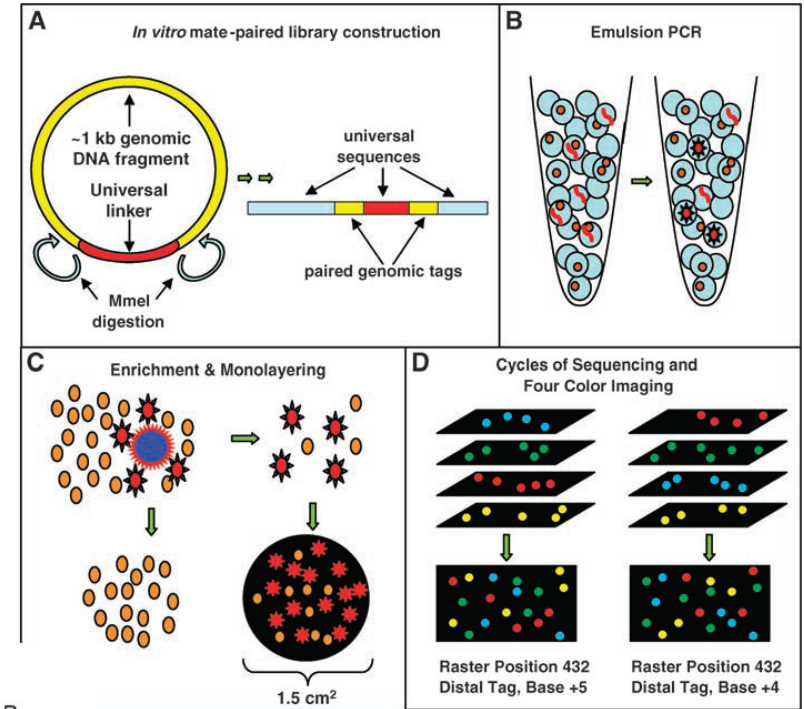 A
In vitro mate-paired library construction
~1 kb genomic
DNA fragment
Universal
linker
MmeI
digestion
universal
sequences
paired genomic tags
B
Emulsion PCR
C
Enrichment & Monolayering
1.5 cm²
D
Cycles of Sequencing and
Four Color Imaging
Raster Position 432
Distal Tag, Base +5
Raster Position 432
Distal Tag, Base +4